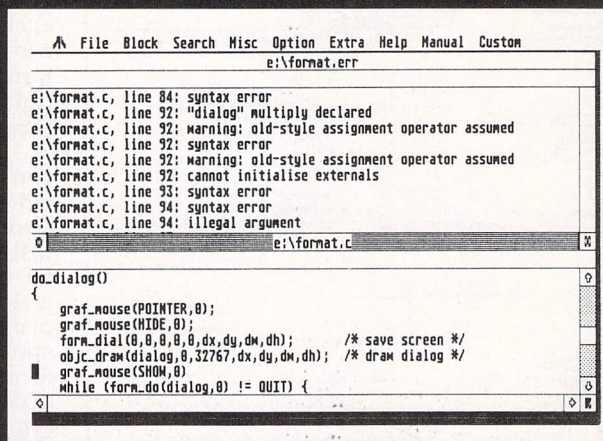 File Block Search Misc Option Extra Help Manual Custom
e:\format.err
e:\format.c, line 84: syntax error
e:\format.c, line 92: "dialog" multiply declared
e:\format.c, line 92: warning: old-style assignment operator assumed
e:\format.c, line 92: syntax error
e:\format.c, line 92: warning: old-style assignment operator assumed
e:\format.c, line 92: cannot initialise externals
e:\format.c, line 93: syntax error
e:\format.c, line 94: syntax error
e:\format.c, line 94: illegal argument
e:\format.c
do_dialog()
{
graf_mouse(POINTER,0);
graf_mouse(HIDE,0);
form_dial(0,0,0,0,0,dx,dy,dw,dh); /* save screen */
objc_draw(dialog,0,32767,dx,dy,dw,dh); /* draw dialog */
graf_mouse(SHOW,0)
while (form_do(dialog,0) != QUIT) {